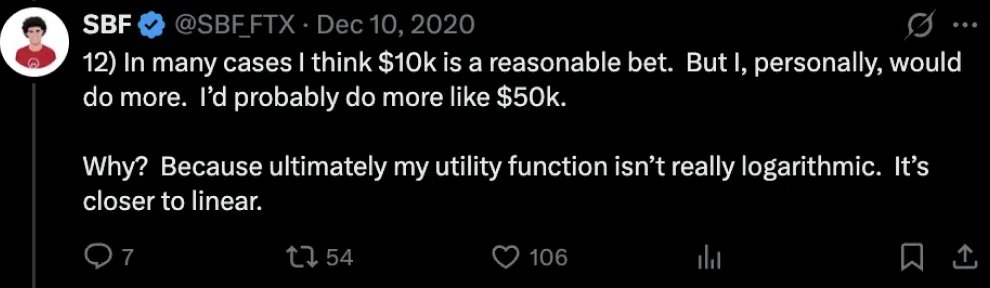 SBF @SBF_FTX · Dec 10, 2020
12) In many cases I think $10k is a reasonable bet.  But I, personally, would
do more.  I'd probably do more like $50k.
Why?  Because ultimately my utility function isn't really logarithmic.  It's
closer to linear.
7 54 106